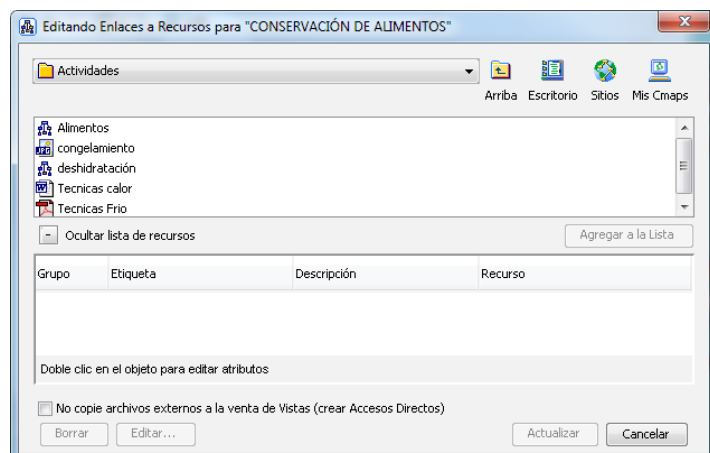 Editando Enlaces a Recursos para "CONSERVACIÓN DE ALIMENTOS"
Actividades
Arriba Escritorio Sitios Mis Cmaps
Alimentos
JPG congelamiento
deshidratación
Tecnicas calor
Tecnicas Frio
- Ocultar lista de recursos Agregar a la Lista
Grupo Etiqueta Descripción Recurso
Doble clic en el objeto para editar atributos
No copie archivos externos a la venta de Vistas (crear Accesos Directos)
Borrar Editar... Actualizar Cancelar